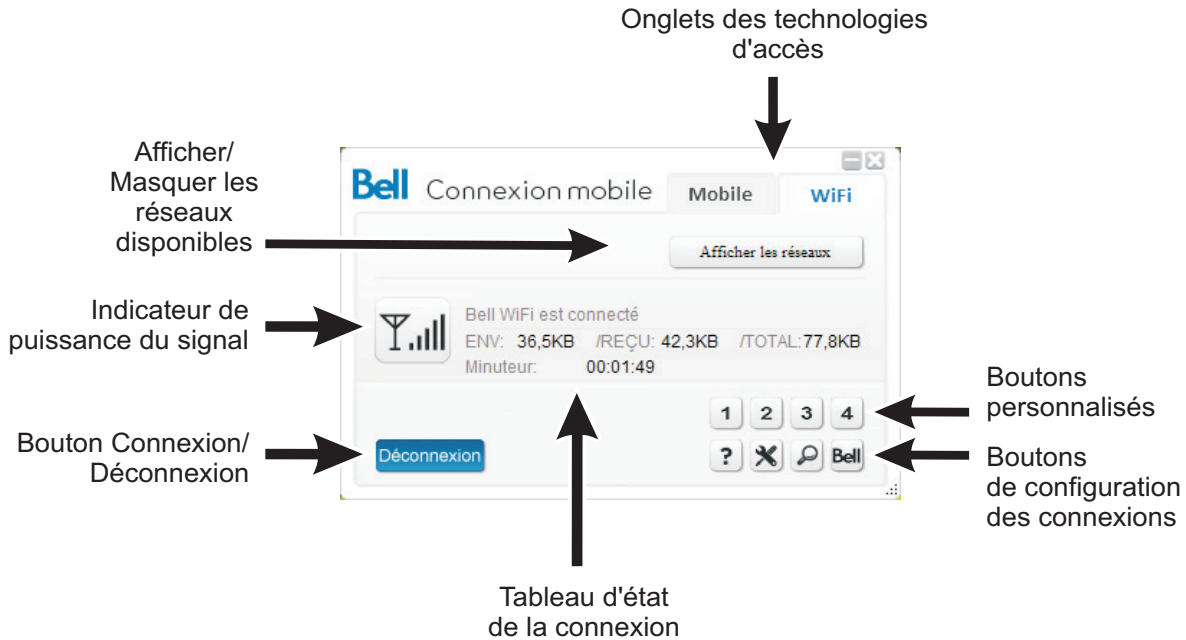 Onglets des technologies
d'accès
Afficher/
Masquer les
réseaux
disponibles
Indicateur de
puissance du signal
Bouton Connexion/
Déconnexion
Bell Connexion mobile Mobile WiFi
Afficher les réseaux
Bell WiFi est connecté
ENV: 36,5KB /REÇU: 42,3KB /TOTAL:77,8KB
Minuteur: 00:01:49
1 2 3 4
Déconnexion ? Bell
Boutons
personnalisés
Boutons
de configuration
des connexions
Tableau d'état
de la connexion